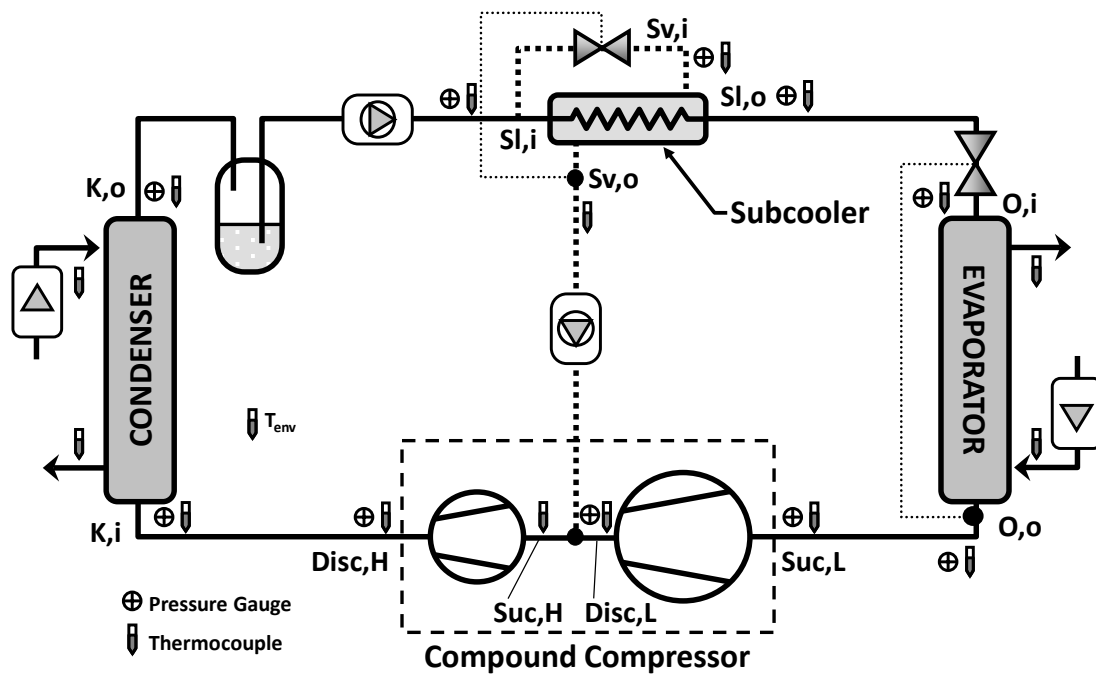 Sv,i
Sl,o
Sl,i
K,o
Sv,o
Subcooler
O,i
CONDENSER
EVAPORATOR
Tenv
K,i
O,o
Disc,H
Suc,L
Suc,H
Disc,L
Pressure Gauge
Thermocouple
Compound Compressor